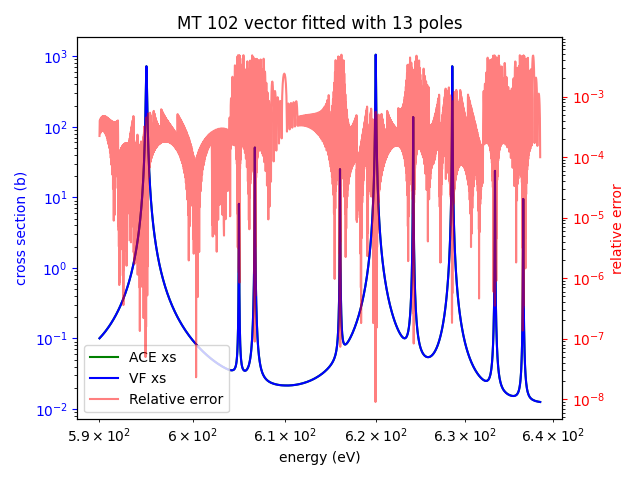 MT 102 vector fitted with 13 poles
10³
10²
10¹
10⁰
10⁻¹
10⁻²
cross section (b)
10⁻³
10⁻⁴
10⁻⁵
10⁻⁶
10⁻⁷
10⁻⁸
relative error
ACE xs
VF xs
Relative error
5.9 × 10² 6 × 10² 6.1 × 10² 6.2 × 10² 6.3 × 10² 6.4 × 10²
energy (eV)